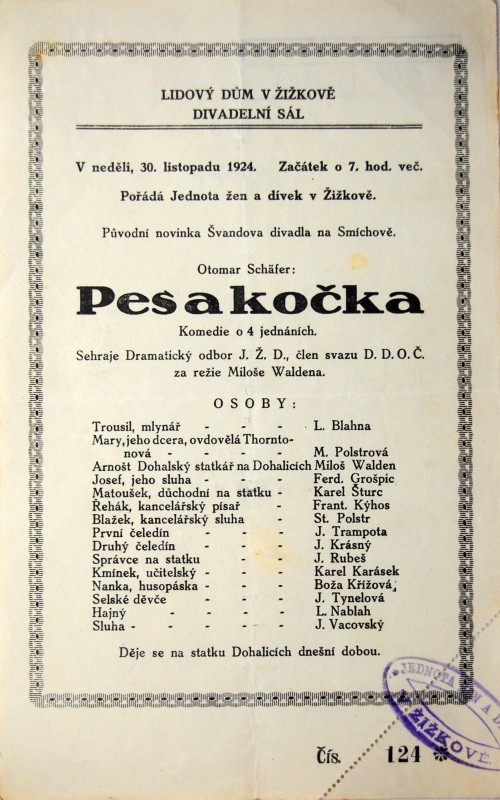 LIDOVÝ DŮM V ŽIŽKOVĚ
DIVADELNÍ SÁL
V neděli, 30. listopadu 1924. Začátek o 7. hod. več.
Pořádá Jednota žen a dívek v Žižkově.
Původní novinka Švandova divadla na Smíchově.
Otomar Schäfer:
Pes a kočka
Komedie o 4 jednáních.
Sehraje Dramatický odbor J. Ž. D., člen svazu D. D. O. Č.
za režie Miloše Waldena.
OSOBY:
Trousil, mlynář - - - L. Blahna
Mary, jeho dcera, ovdovělá Thornto-
nová - - - - - M. Polstrová
Arnošt Dohalský statkář na Dohalicích Miloš Walden
Josef, jeho sluha - - - Ferd. Grošpic
Matoušek, důchodní na statku - Karel Šturc
Řehák, kancelářský písař - Frant. Kýhos
Blažek, kancelářský sluha - St. Polstr
První čeledín - - - J. Trampota
Druhý čeledín - - - J. Krásný
Správce na statku - - J. Rubeš
Kmínek, učitelský - - - Karel Karásek
Nanka, husopáska - - - Boža Křížová,
Selské děvče - - - J. Tynelová
Hajný - - - - L. Nablah
Sluha - - - - - J. Vacovský
Děje se na statku Dohalicích dnešní dobou.
JEDNOTA ŽEN A D
V ŽIŽKOVĚ.
Čís. 124 ✽